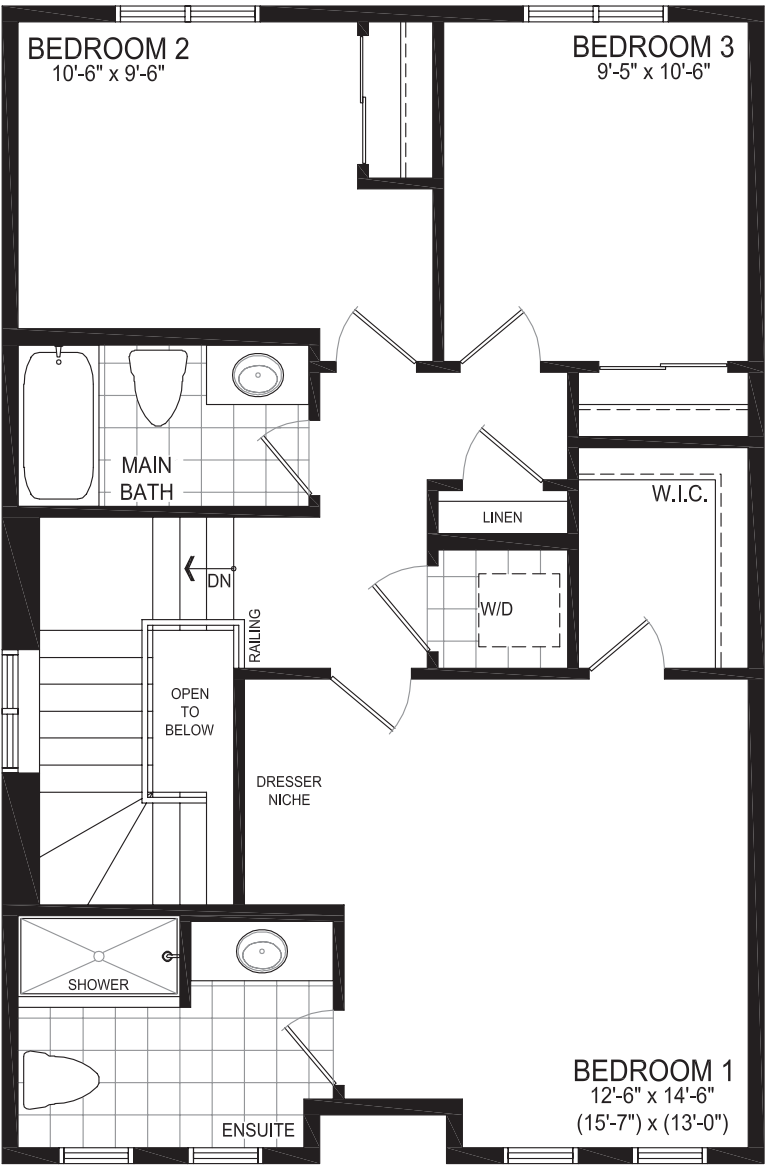 BEDROOM 2
10'-6" x 9'-6"
BEDROOM 3
9'-5" x 10'-6"
MAIN
BATH
W.I.C.
LINEN
DN
W/D
RAILING
OPEN
TO
BELOW
DRESSER
NICHE
SHOWER
BEDROOM 1
12'-6" x 14'-6"
(15'-7") x (13'-0")
ENSUITE